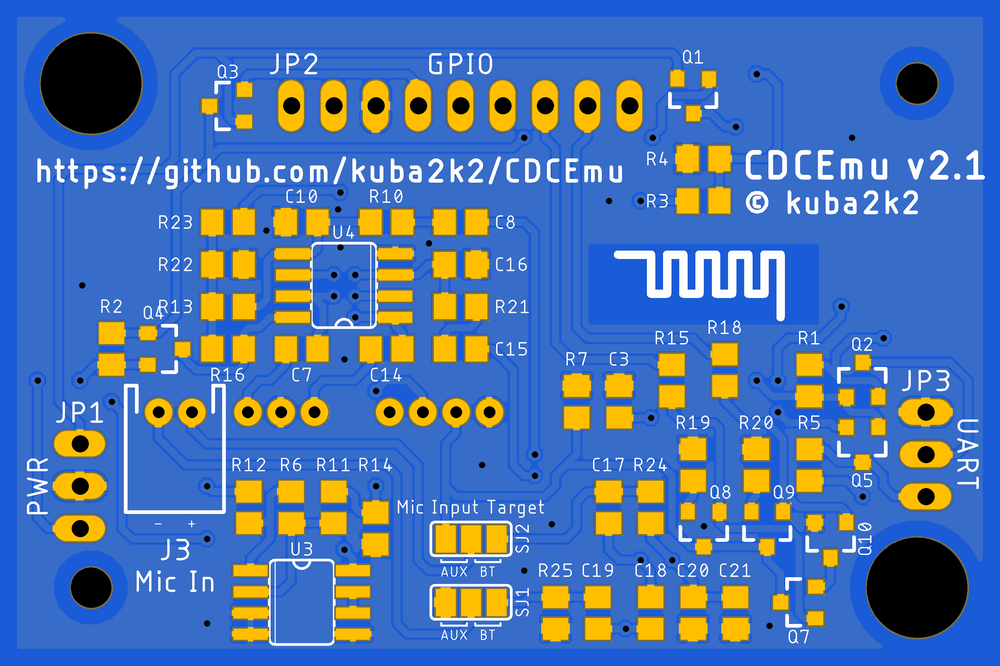 Q3
JP2
GPIO
Q1
https://github.com/kuba2k2/CDCEmu
R4
CDCEmu v2.1
R3
© kuba2k2
C10
R10
R23
U4
C8
R22
C16
R2
Q4
R13
R21
R16
C7
C14
C15
R7
C3
R15
R18
R1
Q2
JP3
JP1
PWR
R19
R20
R5
UART
Q5
R12
R6
R11
R14
C17
R24
Q8
Q9
Q10
Mic Input Target
- +
J3
Mic In
U3
SJ2
AUX BT
SJ1
AUX BT
R25
C19
C18
C20
C21
Q7